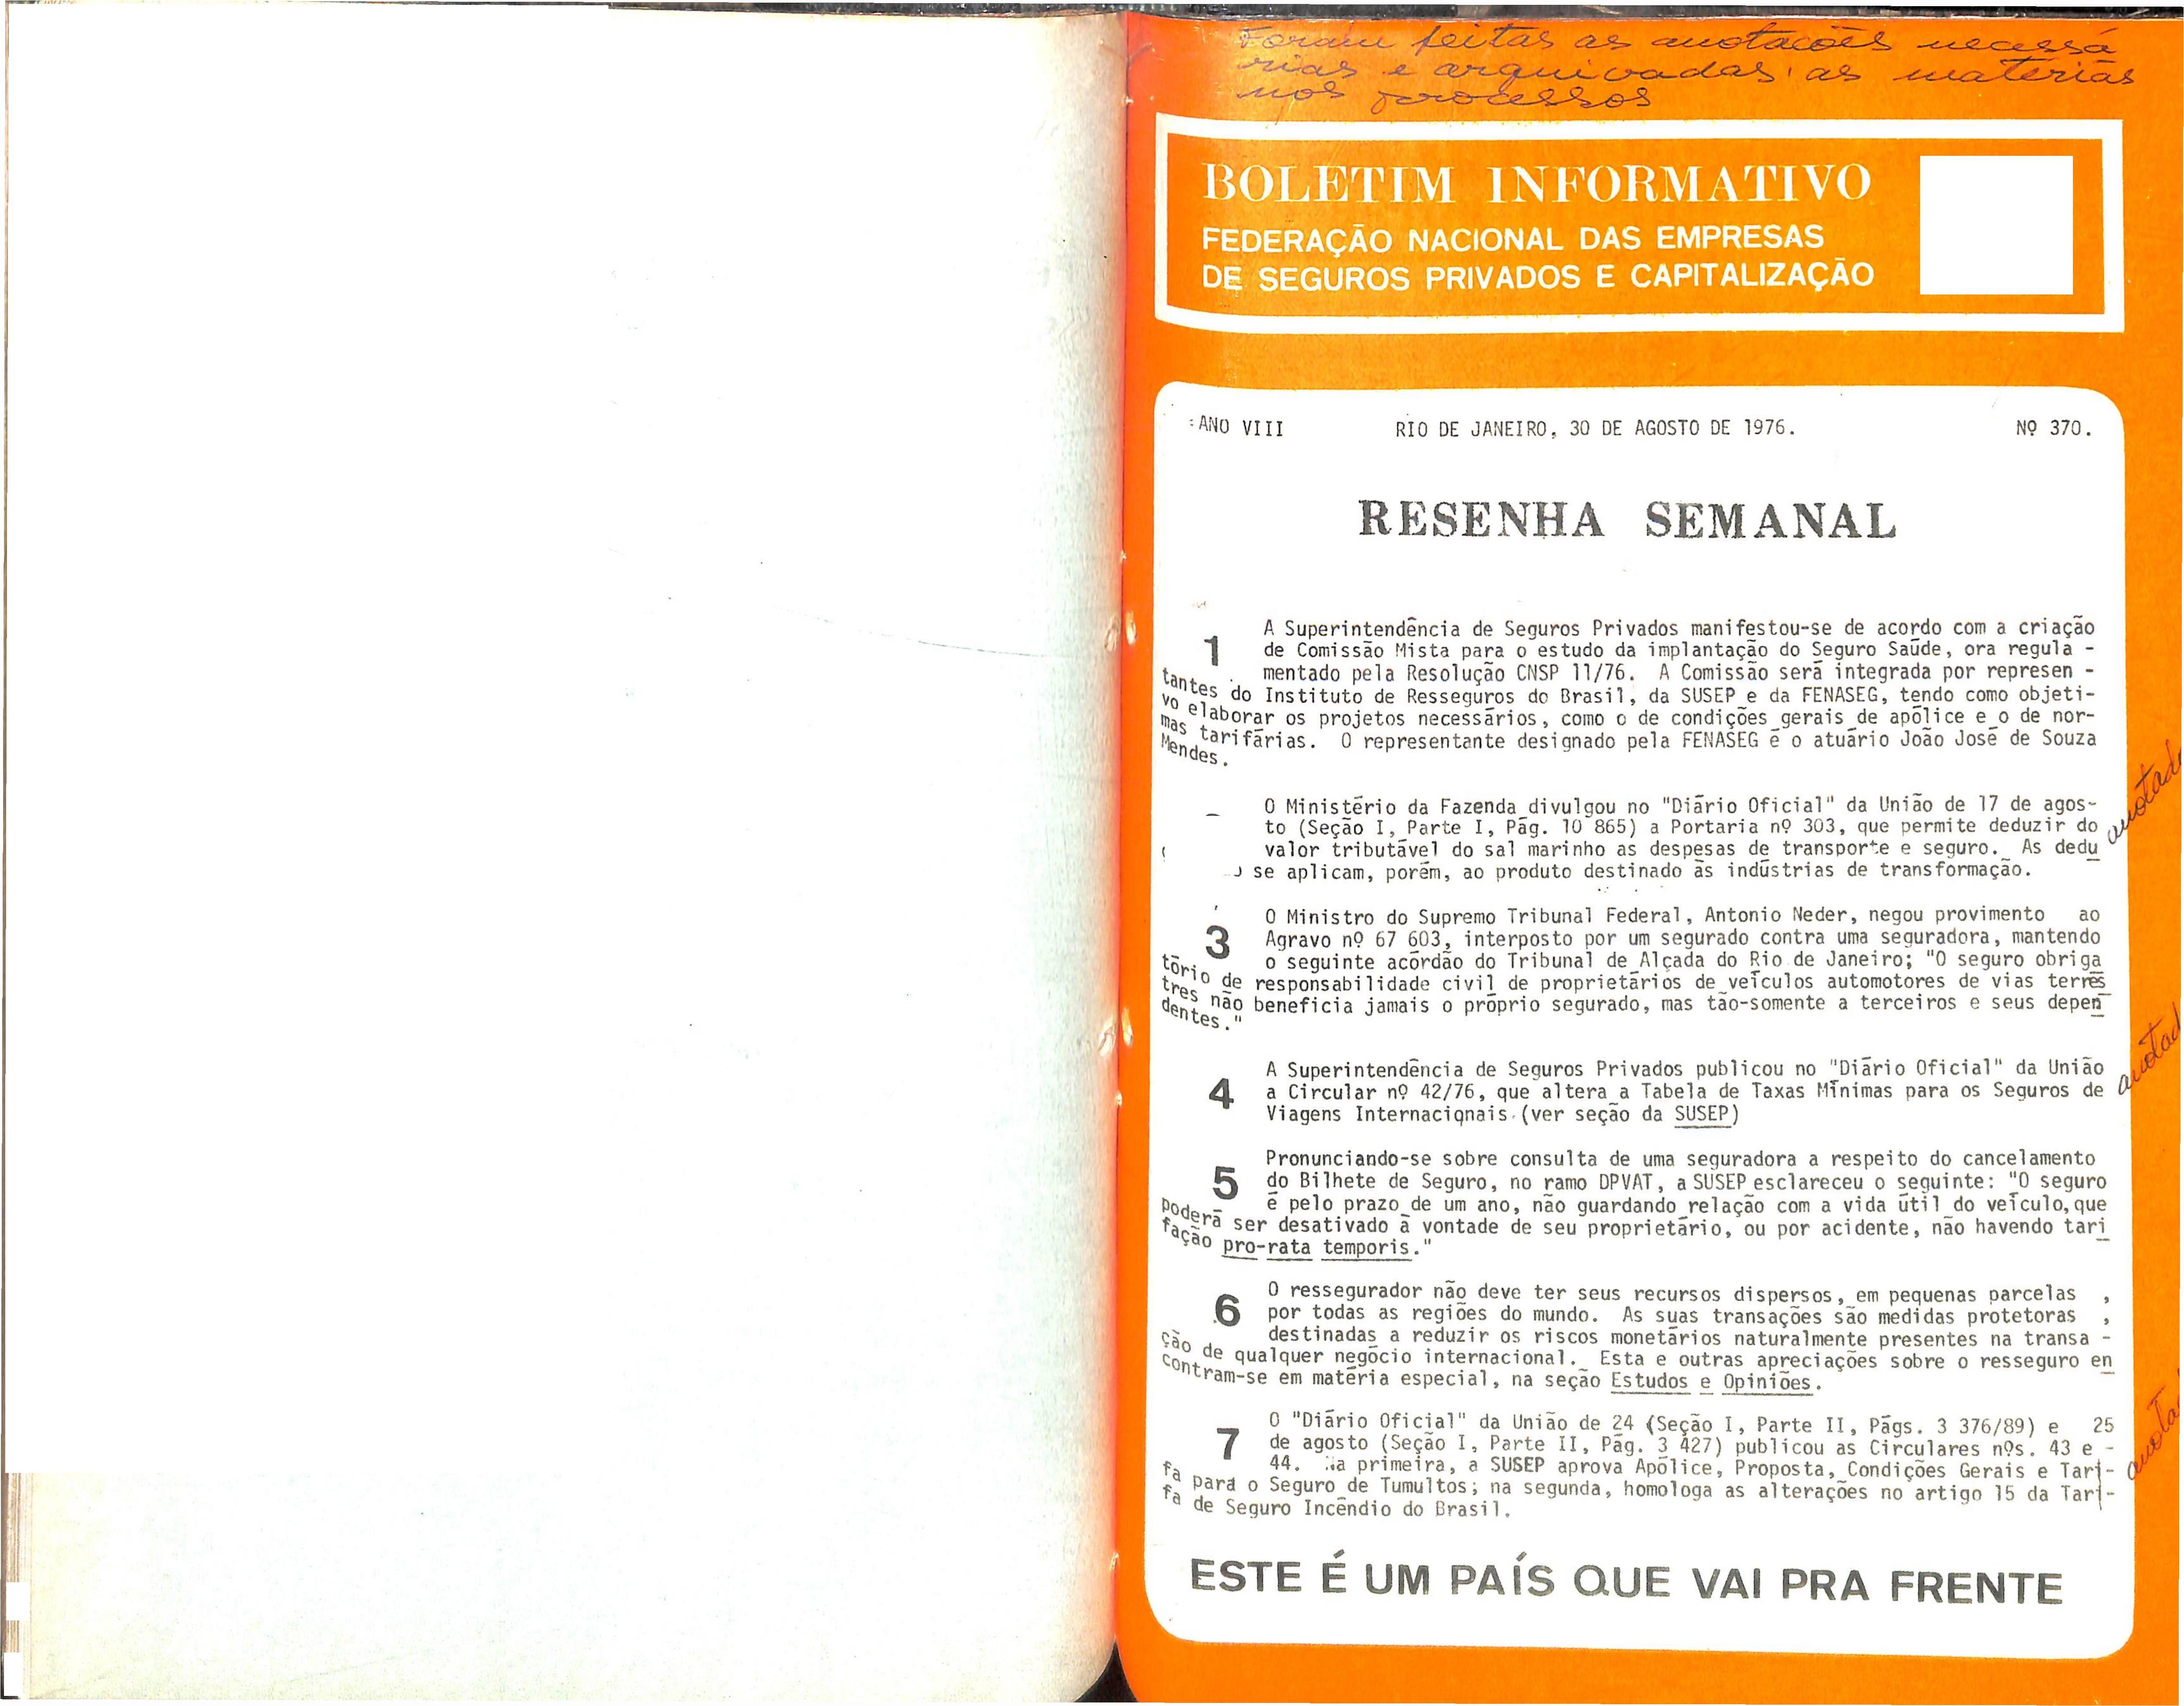 Foram feitas as anotações necessá
rias e arquivadas as matérias
nos processos
BOLETIM INFORMATIVO
FEDERAÇÃO NACIONAL DAS EMPRESAS
DE SEGUROS PRIVADOS E CAPITALIZAÇÃO
ANO VIII RIO DE JANEIRO, 30 DE AGOSTO DE 1976. Nº 370.
RESENHA SEMANAL
1 A Superintendência de Seguros Privados manifestou-se de acordo com a criação
de Comissão Mista para o estudo da implantação do Seguro Saúde, ora regula -
mentado pela Resolução CNSP 11/76. A Comissão será integrada por represen -
tantes do Instituto de Resseguros do Brasil, da SUSEP e da FENASEG, tendo como objeti-
vo elaborar os projetos necessários, como o de condições gerais de apólice e o de nor-
mas tarifárias. O representante designado pela FENASEG é o atuário João José de Souza
Mendes.
O Ministério da Fazenda divulgou no "Diário Oficial" da União de 17 de agos-
to (Seção I, Parte I, Pág. 10 865) a Portaria nº 303, que permite deduzir do
valor tributável do sal marinho as despesas de transporte e seguro. As dedu
se aplicam, porém, ao produto destinado às indústrias de transformação.
anotad
3 O Ministro do Supremo Tribunal Federal, Antonio Neder, negou provimento ao
Agravo nº 67 603, interposto por um segurado contra uma seguradora, mantendo
o seguinte acórdão do Tribunal de Alçada do Rio de Janeiro; "O seguro obriga
tório de responsabilidade civil de proprietários de veículos automotores de vias terres
tres não beneficia jamais o próprio segurado, mas tão-somente a terceiros e seus depen
dentes."
4 A Superintendência de Seguros Privados publicou no "Diário Oficial" da União
a Circular nº 42/76, que altera a Tabela de Taxas Mínimas para os Seguros de
Viagens Internacionais (ver seção da SUSEP)
anotad
5 Pronunciando-se sobre consulta de uma seguradora a respeito do cancelamento
do Bilhete de Seguro, no ramo DPVAT, a SUSEP esclareceu o seguinte: "O seguro
é pelo prazo de um ano, não guardando relação com a vida útil do veículo, que
poderá ser desativado à vontade de seu proprietário, ou por acidente, não havendo tari
fação pro-rata temporis."
6 O ressegurador não deve ter seus recursos dispersos, em pequenas parcelas ,
por todas as regiões do mundo. As suas transações são medidas protetoras ,
destinadas a reduzir os riscos monetários naturalmente presentes na transa -
ção de qualquer negócio internacional. Esta e outras apreciações sobre o resseguro en
contram-se em matéria especial, na seção Estudos e Opiniões.
7 O "Diário Oficial" da União de 24 (Seção I, Parte II, Págs. 3 376/89) e 25
de agosto (Seção I, Parte II, Pág. 3 427) publicou as Circulares nºs. 43 e -
44. Na primeira, a SUSEP aprova Apólice, Proposta, Condições Gerais e Tari-
fa para o Seguro de Tumultos; na segunda, homologa as alterações no artigo 15 da Tari-
fa de Seguro Incêndio do Brasil.
anota
ESTE É UM PAÍS QUE VAI PRA FRENTE